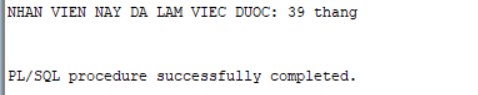 NHAN VIEN NAY DA LAM VIEC DUOC: 39 thang
PL/SQL procedure successfully completed.